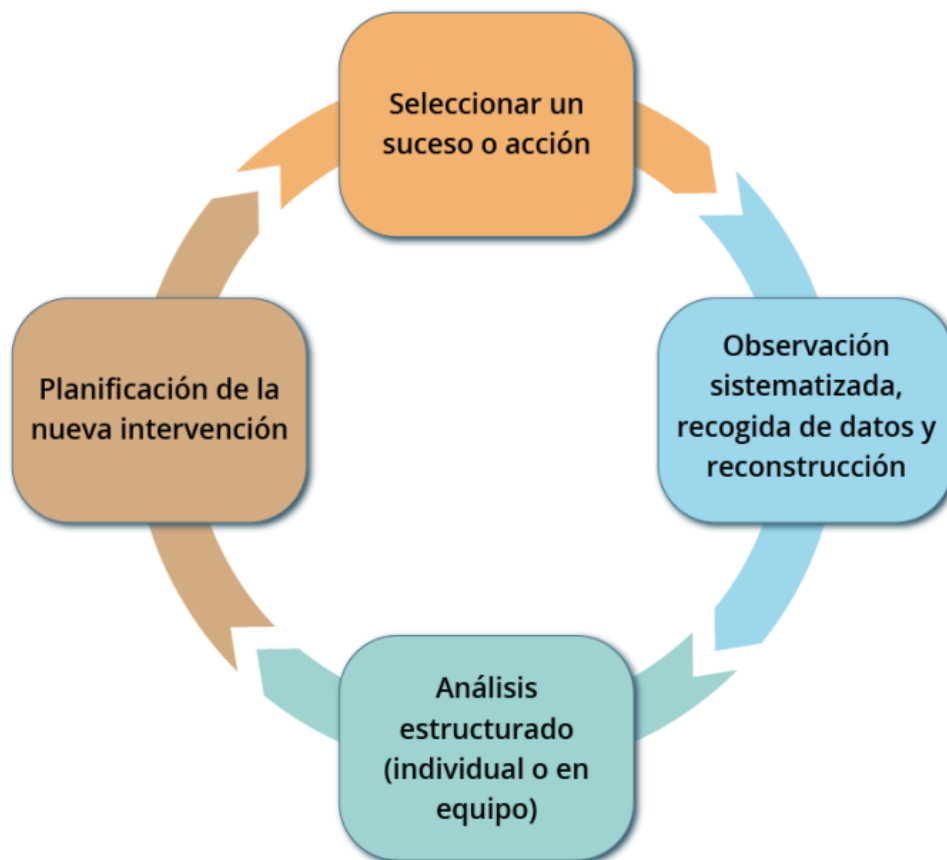 Seleccionar un
suceso o acción
Observación
sistematizada,
recogida de datos y
reconstrucción
Análisis
estructurado
(individual o en
equipo)
Planificación de la
nueva intervención